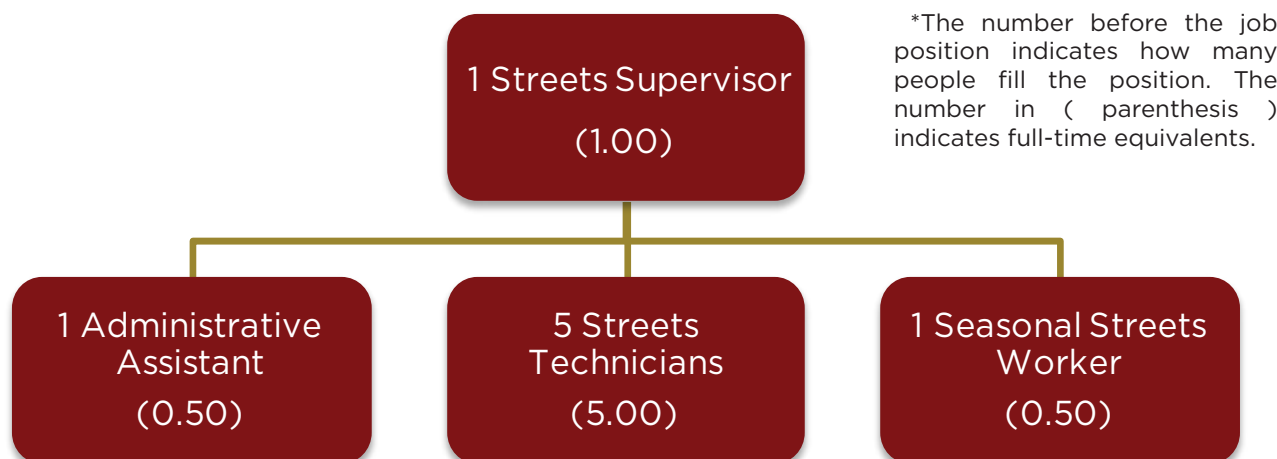 1 Streets Supervisor
(1.00)
*The number before the job
position indicates how many
people fill the position. The
number in ( parenthesis )
indicates full-time equivalents.
1 Administrative
Assistant
(0.50)
5 Streets
Technicians
(5.00)
1 Seasonal Streets
Worker
(0.50)